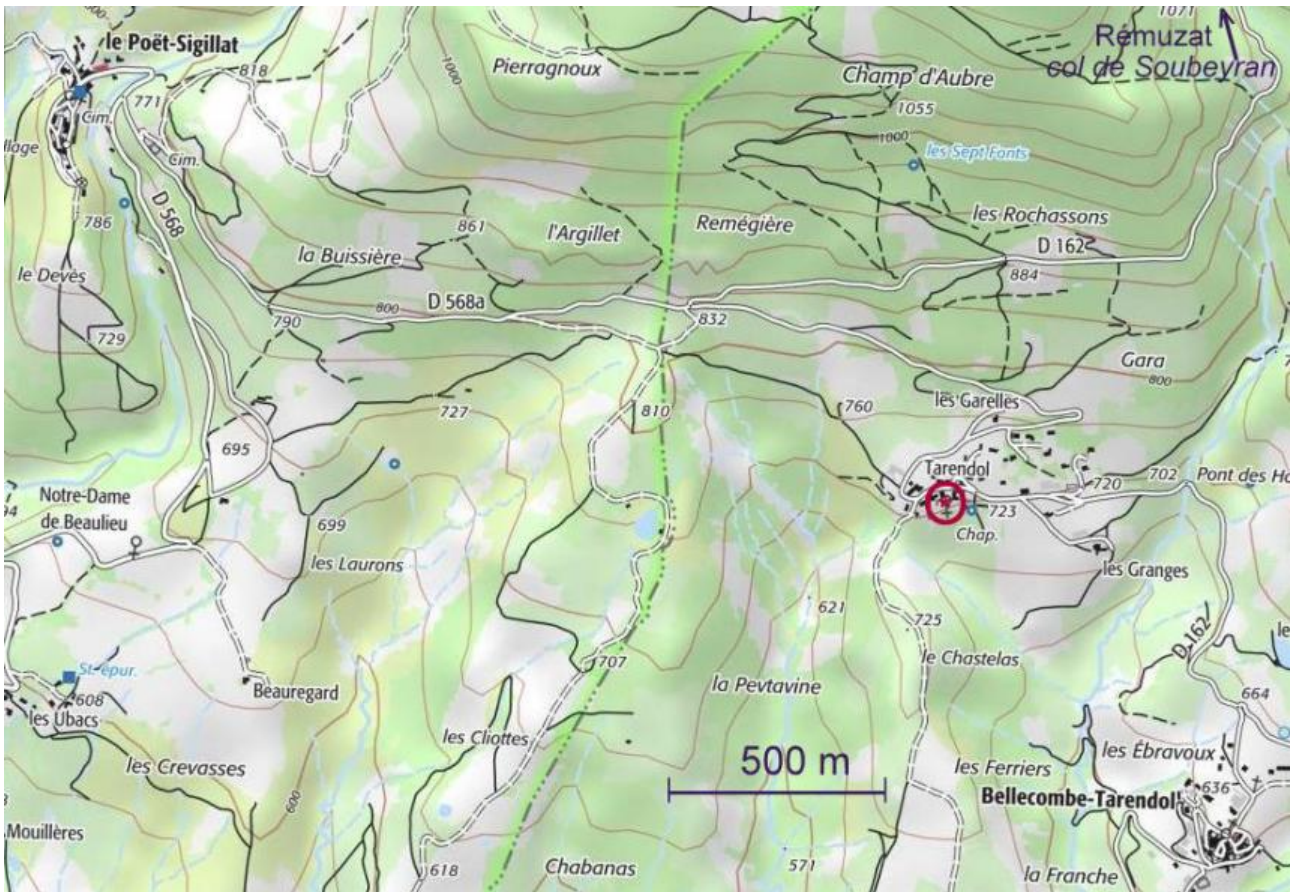 1071
Rémuzat
col de Soubeyran
le Poët-Sigillat
818
1000
Pierragnoux
Champ d'Aubre
1055
771
Cim.
1000
Cim.
les Sept Fonts
786
D 568
861
l'Argillet
Remégière
les Rochassons
D 162
la Buissière
884
le Devès
800
D 568a
790
832
729
Gara
800
727
810
760
les Garelles
695
Tarendol
702
Pont des
720
Notre-Dame
de Beaulieu
699
723
Chap.
les Laurons
les Granges
621
725
D 162
707
le Chastelas
St. épur.
Beauregard
la Pevtavine
608
les Ubacs
664
les Cliottes
500 m
les Ébravoux
les Crevasses
les Ferriers
600
Bellecombe-Tarendol
636
Mouillères
618
Chabanas
571
la Franche